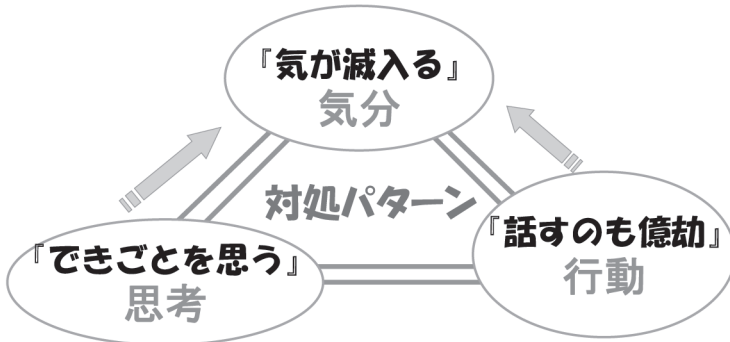 『気が滅入る』
気分
対処パターン
『できごとを思う』
思考
『話すのも億劫』
行動